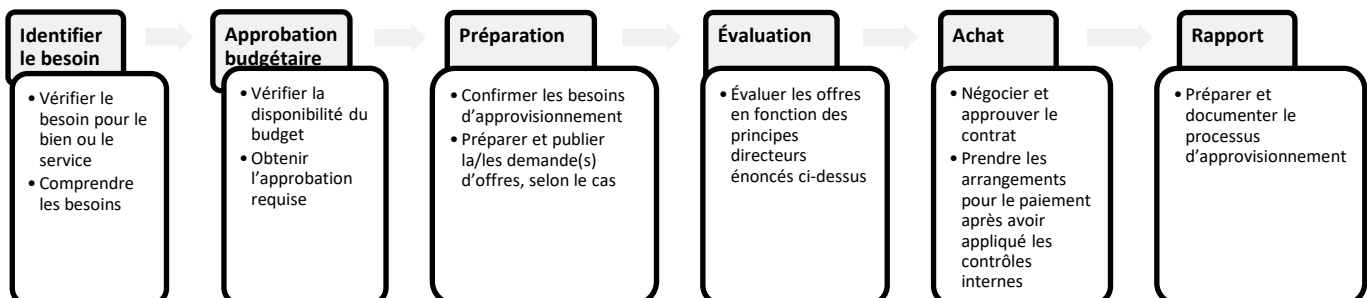 Identifier
le besoin
• Vérifier le
besoin pour le
bien ou le
service
• Comprendre
les besoins
Approbation
budgétaire
• Vérifier la
disponibilité du
budget
• Obtenir
l’approbation
requise
Préparation
• Confirmer les besoins
d’approvisionnement
• Préparer et publier
la/les demande(s)
d’offres, selon le cas
Évaluation
• Évaluer les offres
en fonction des
principes
directeurs
énoncés ci-dessus
Achat
• Négocier et
approuver le
contrat
• Prendre les
arrangements
pour le paiement
après avoir
appliqué les
contrôles
internes
Rapport
• Préparer et
documenter le
processus
d’approvisionnement